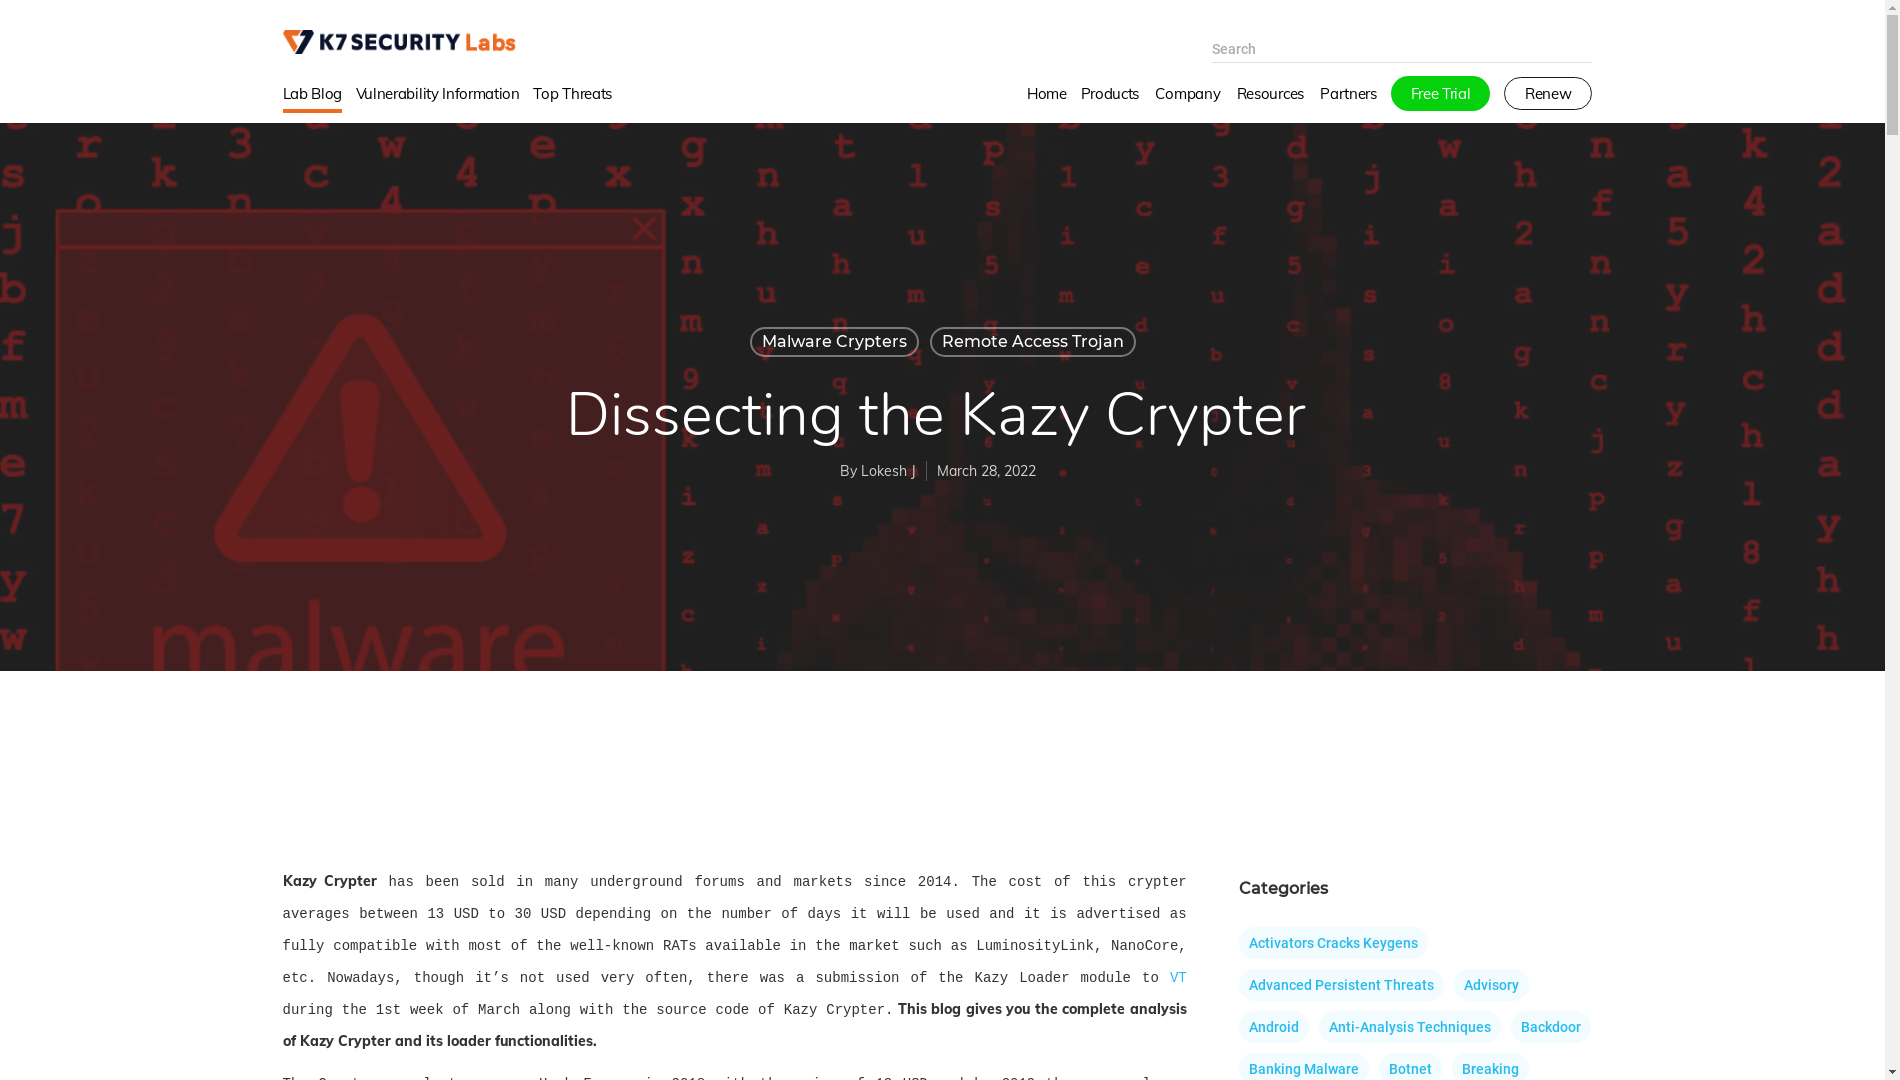 K7 SECURITY Labs
Search
Lab Blog Vulnerability Information Top Threats
Home Products Company Resources Partners Free Trial Renew
Malware Crypters Remote Access Trojan
Dissecting the Kazy Crypter
By Lokesh J March 28, 2022
malware
Kazy Crypter has been sold in many underground forums and markets since 2014. The cost of this crypter
averages between 13 USD to 30 USD depending on the number of days it will be used and it is advertised as
fully compatible with most of the well-known RATs available in the market such as LuminosityLink, NanoCore,
etc. Nowadays, though it’s not used very often, there was a submission of the Kazy Loader module to VT
during the 1st week of March along with the source code of Kazy Crypter. This blog gives you the complete analysis
of Kazy Crypter and its loader functionalities.
Categories
Activators Cracks Keygens
Advanced Persistent Threats Advisory
Android Anti-Analysis Techniques Backdoor
Banking Malware Botnet Breaking